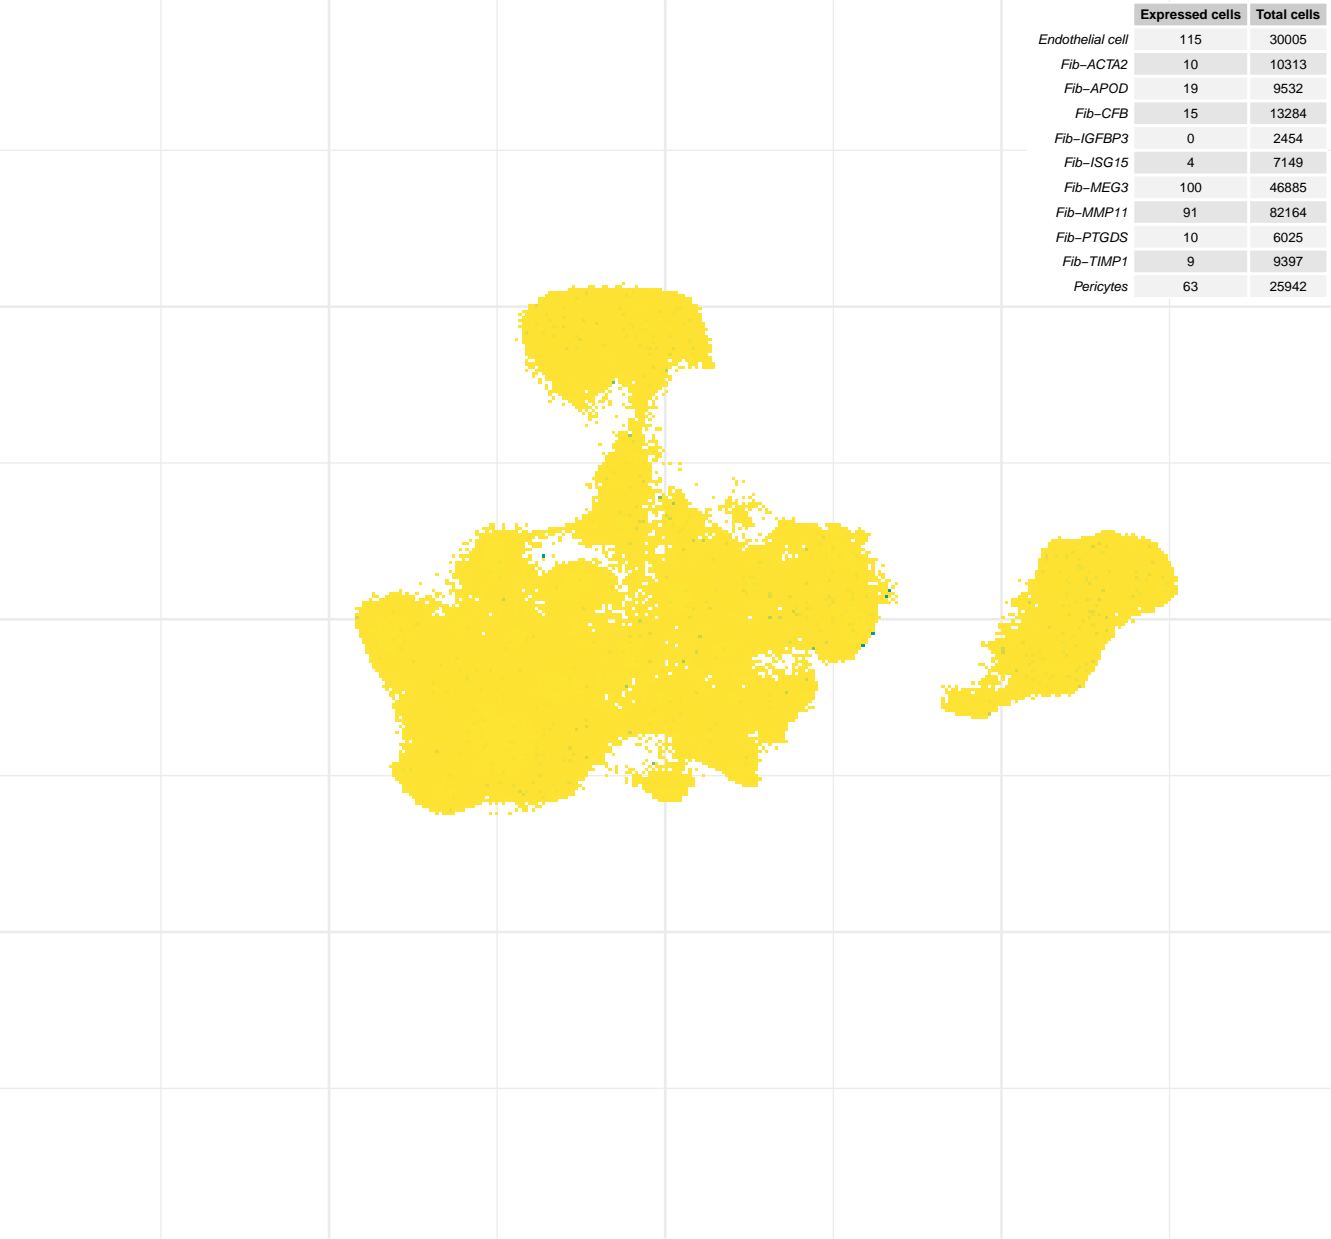 Expressed cells Total cells
Endothelial cell 115 30005
Fib−ACTA2 10 10313
Fib−APOD 19 9532
Fib−CFB 15 13284
Fib−IGFBP3 0 2454
Fib−ISG15 4 7149
Fib−MEG3 100 46885
Fib−MMP11 91 82164
Fib−PTGDS 10 6025
Fib−TIMP1 9 9397
Pericytes 63 25942